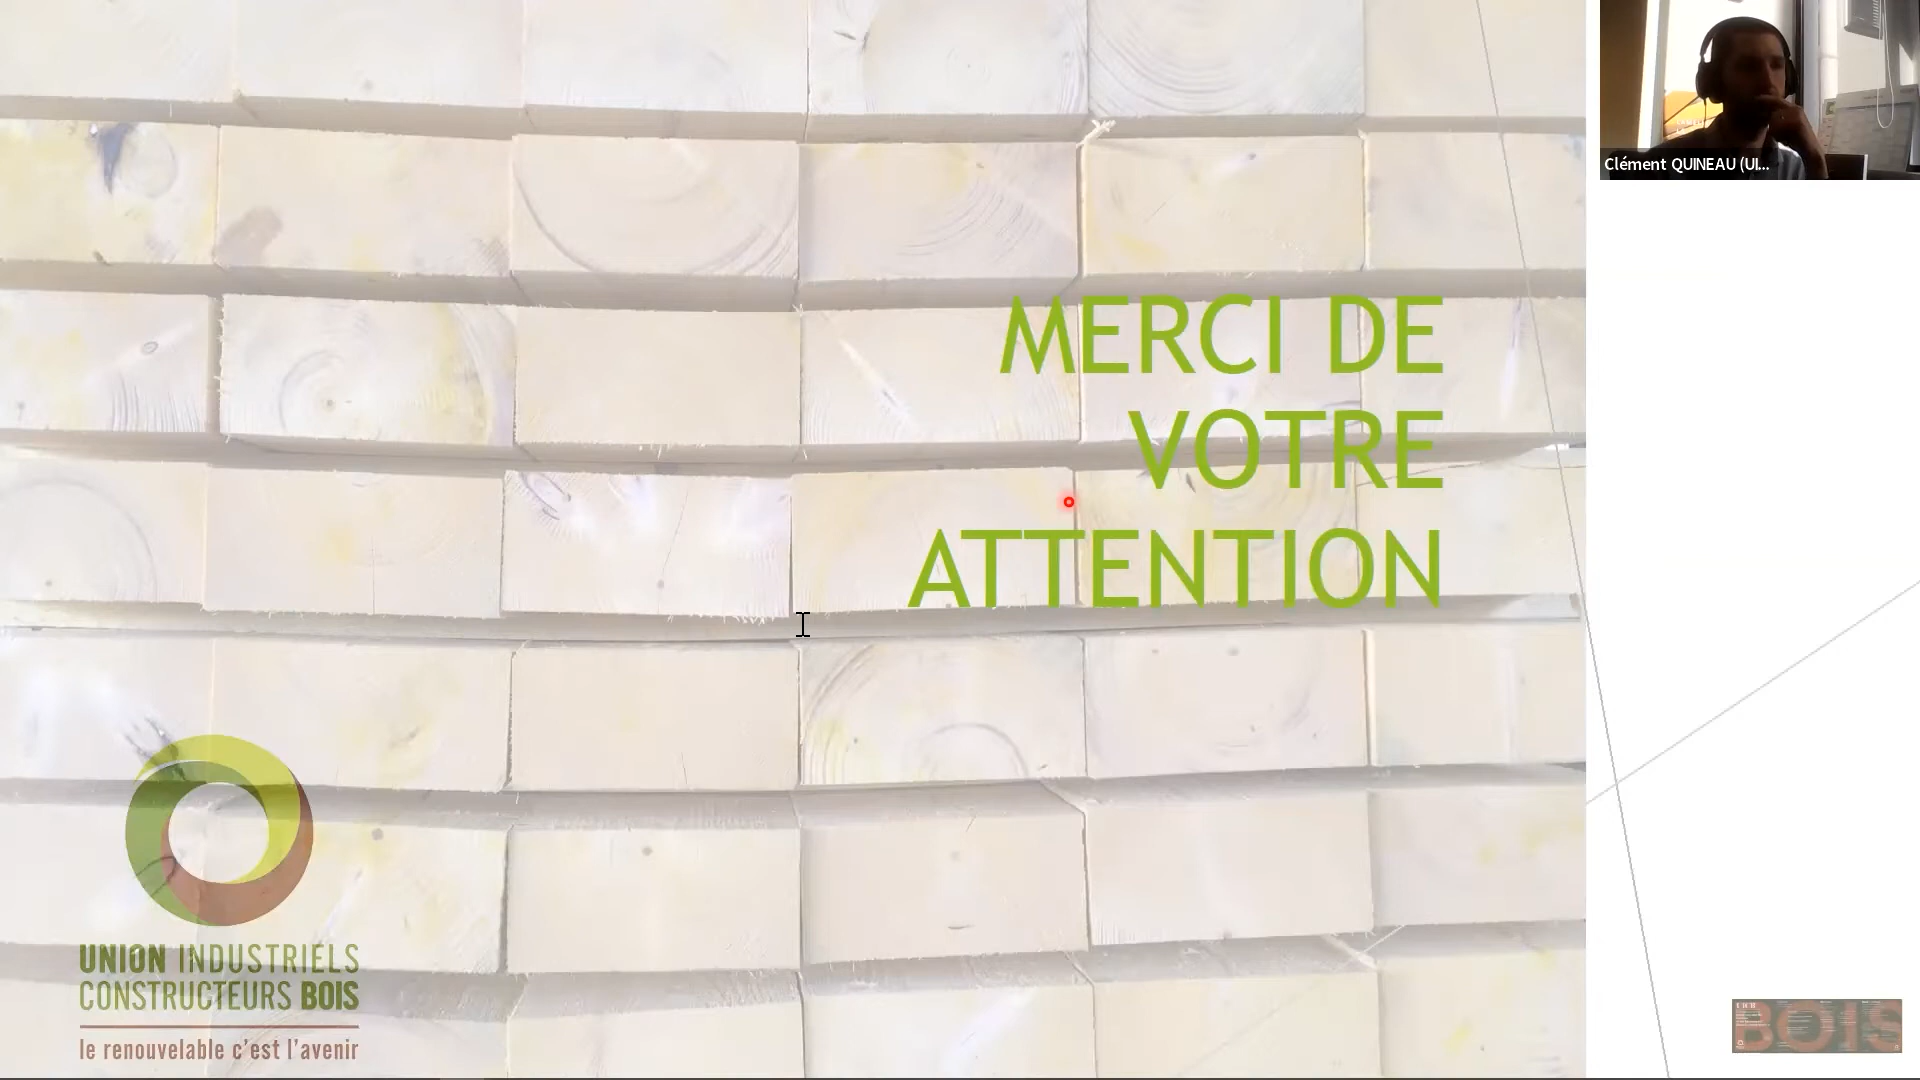 Clément QUINEAU (UI...
MERCI DE
VOTRE
ATTENTION
UNION INDUSTRIELS
CONSTRUCTEURS BOIS
le renouvelable c'est l'avenir
BOIS